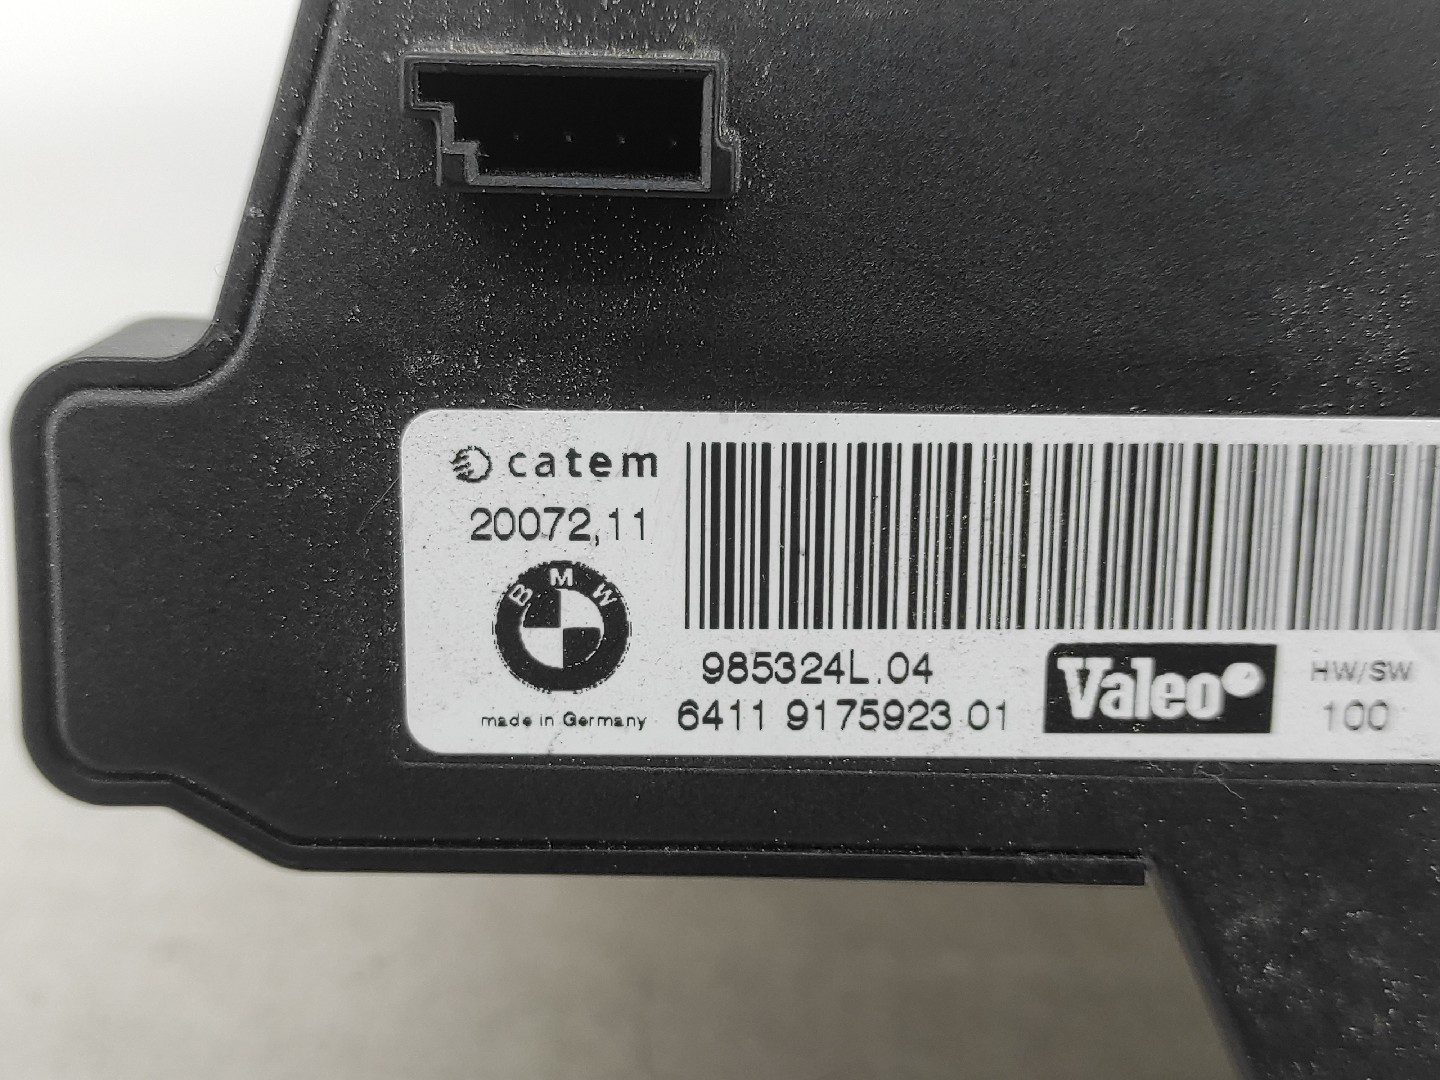 catem
20072,11
BMW
made in Germany
985324L.04
6411 9175923 01
Valeo
HW/SW
100